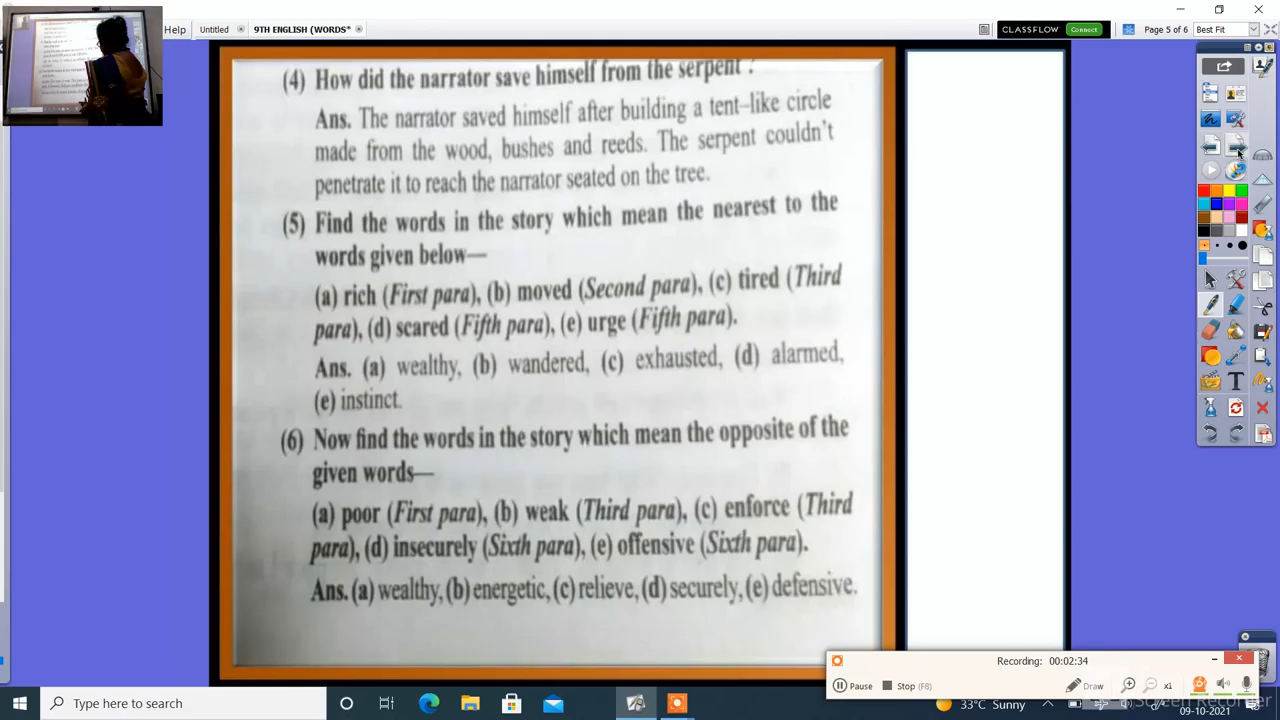 Help
Untitled
9TH ENGLISH (WORDS*
CLASSFLOW
Connect
Page 5 of 6
Best Fit
(4) How did the narrator save himself from the serpent
Ans. The narrator saved himself after building a tent–like circle
made from the wood, bushes and reeds. The serpent couldn't
penetrate it to reach the narrator seated on the tree.
(5) Find the words in the story which mean the nearest to the
words given below—
(a) rich (First para), (b) moved (Second para), (c) tired (Third
para), (d) scared (Fifth para), (e) urge (Fifth para).
Ans. (a) wealthy, (b) wandered, (c) exhausted, (d) alarmed,
(e) instinct.
(6) Now find the words in the story which mean the opposite of the
given words—
(a) poor (First para), (b) weak (Third para), (c) enforce (Third
para), (d) insecurely (Sixth para), (e) offensive (Sixth para).
Ans. (a) wealthy, (b) energetic, (c) relieve, (d) securely, (e) defensive.
Recording: 00:02:34
Pause
Stop (F8)
Draw
x1
Screen Recorder
Type here to search
33°C Sunny
09-10-2021